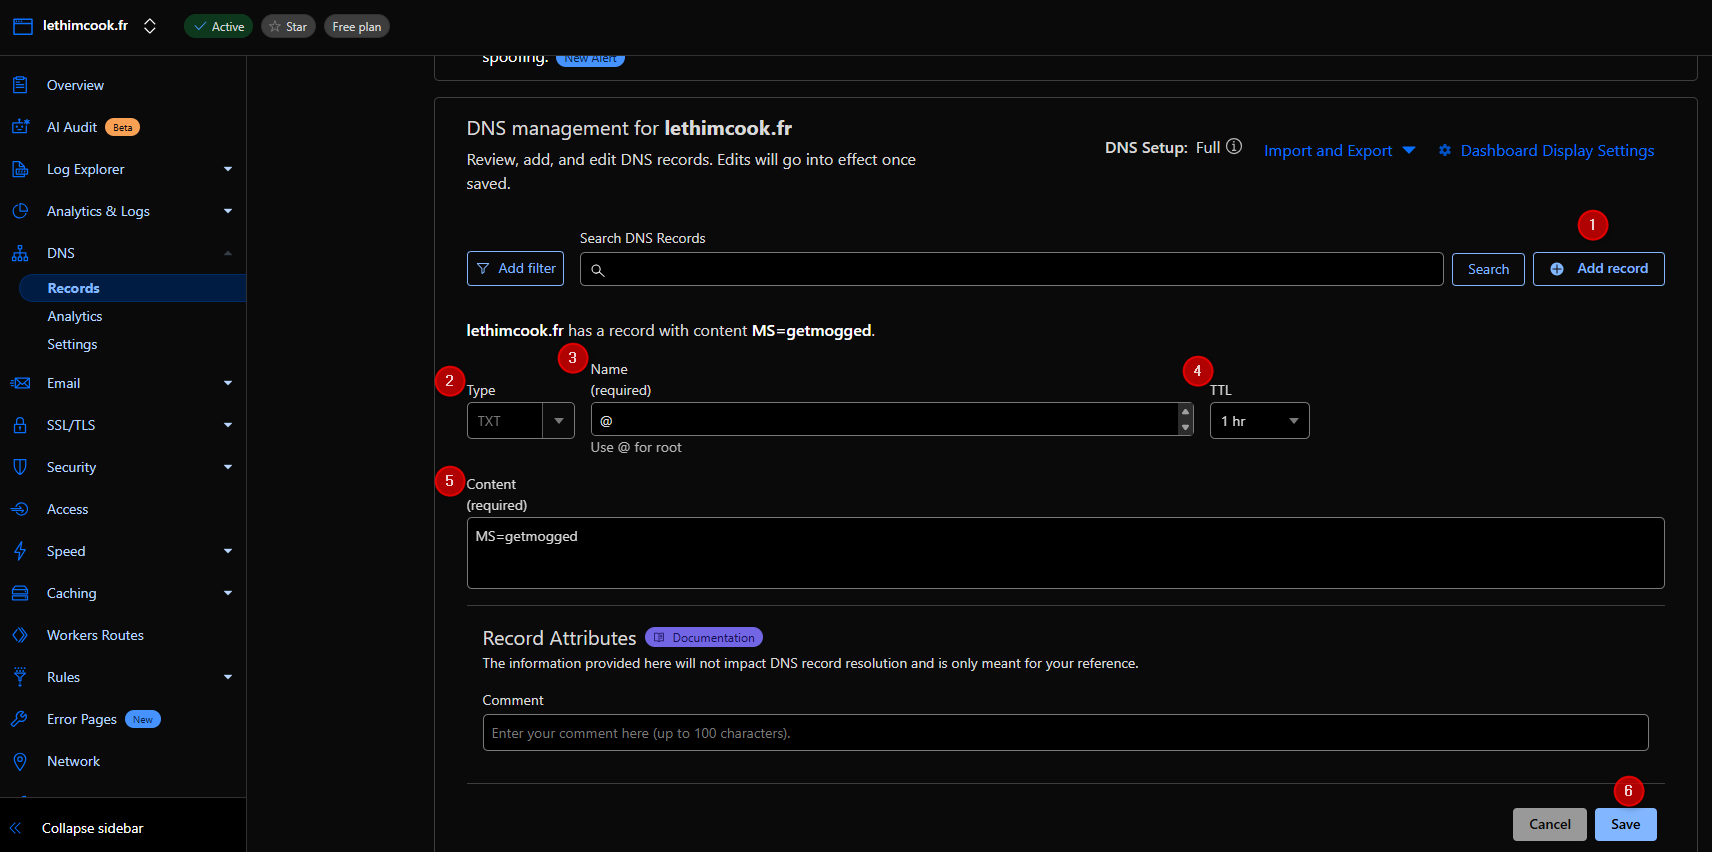 lethimcook.fr
Active
Star
Free plan
Overview
AI Audit Beta
Log Explorer
Analytics & Logs
DNS
Records
Analytics
Settings
Email
SSL/TLS
Security
Access
Speed
Caching
Workers Routes
Rules
Error Pages New
Network
Collapse sidebar
spoofing. New Alert
DNS management for lethimcook.fr
Review, add, and edit DNS records. Edits will go into effect once
saved.
DNS Setup: Full
Import and Export
Dashboard Display Settings
1
Search DNS Records
Add filter
Search
Add record
lethimcook.fr has a record with content MS=getmogged.
2
Type
TXT
3
Name
(required)
@
Use @ for root
4
TTL
1 hr
5
Content
(required)
MS=getmogged
Record Attributes Documentation
The information provided here will not impact DNS record resolution and is only meant for your reference.
Comment
Enter your comment here (up to 100 characters).
6
Cancel
Save